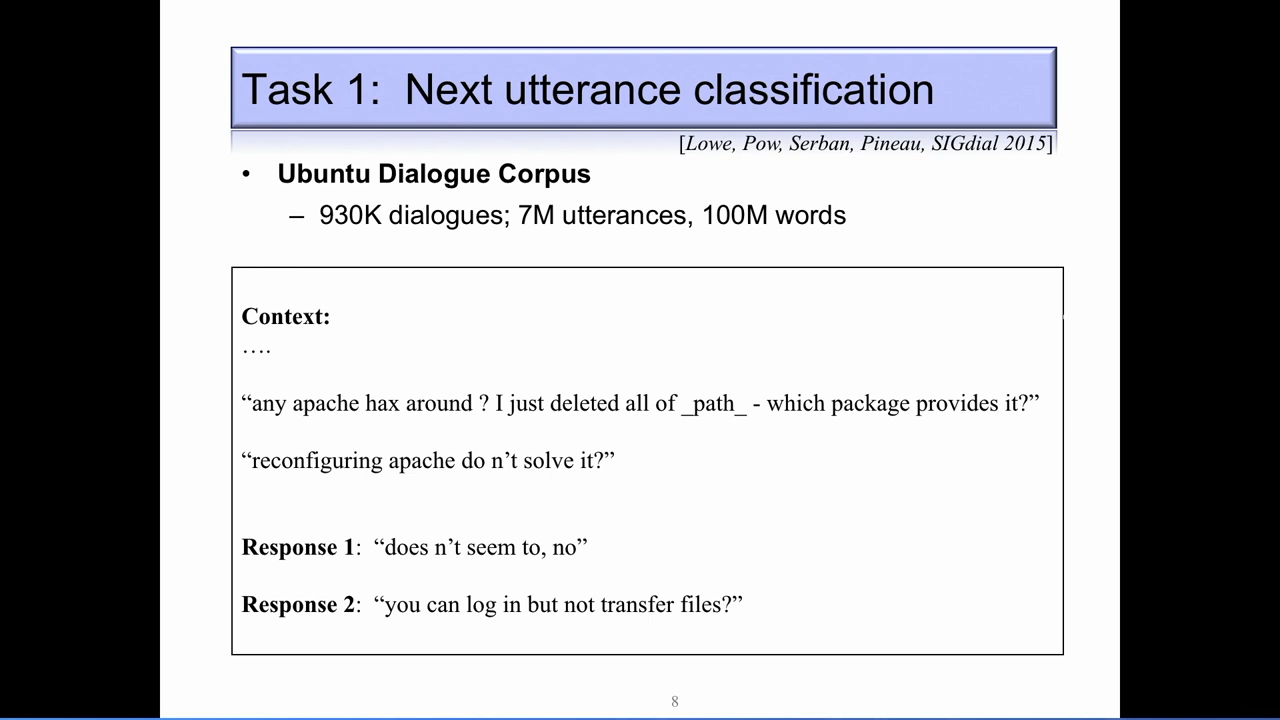 Task 1: Next utterance classification
[Lowe, Pow, Serban, Pineau, SIGdial 2015]
• Ubuntu Dialogue Corpus
– 930K dialogues; 7M utterances, 100M words
Context:
….
“any apache hax around ? I just deleted all of _path_ - which package provides it?”
“reconfiguring apache do n’t solve it?”
Response 1: “does n’t seem to, no”
Response 2: “you can log in but not transfer files?”
8